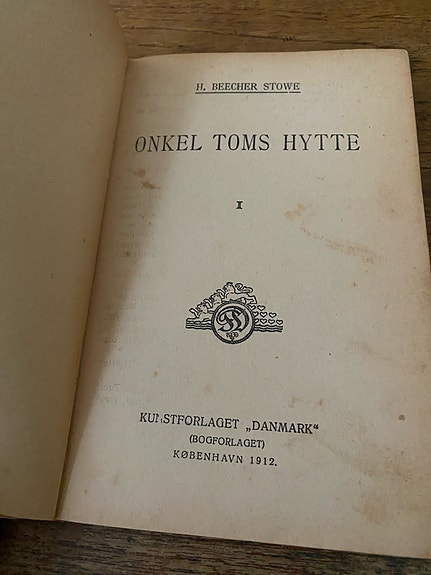 H. BEECHER STOWE
ONKEL TOMS HYTTE
I
KUNSTFORLAGET „DANMARK“
(BOGFORLAGET)
KØBENHAVN 1912.